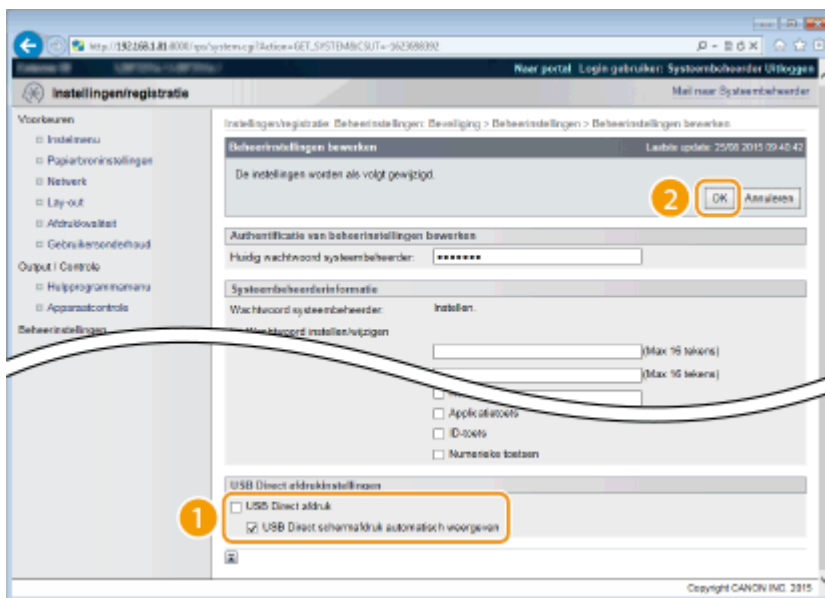 http://192.168.1.81:8000/rps/system.cgi?Action=GET_SYSTEM&CSUT=-1623698392
Naar portal Login gebruiker: Systeembeheerder Uitloggen
Instellingen/registratie
Mail naar Systeembeheerder
Voorkeuren
Instelmenu
Papierbroninstellingen
Netwerk
Lay-out
Afdrukkwaliteit
Gebruikersonderhoud
Output / Controle
Hulpprogrammamenu
Apparaatcontrole
Beheerinstellingen
Instellingen/registratie: Beheerinstellingen: Beveiliging > Beheerinstellingen > Beheerinstellingen bewerken
Beheerinstellingen bewerken
Laatste update: 25/08 2015 09:40:42
De instellingen worden als volgt gewijzigd.
2
OK
Annuleren
Authentificatie van beheerinstellingen bewerken
Huidig wachtwoord systeembeheerder:
Systeembeheerderinformatie
Wachtwoord systeembeheerder:
Instellen.
Wachtwoord instellen/wijzigen
(Max 16 tekens)
(Max 16 tekens)
Applicatietoets
ID-toets
Numerieke toetsen
USB Direct afdrukinstellingen
1
USB Direct afdruk
USB Direct schermafdruk automatisch weergeven
Copyright CANON INC. 2015